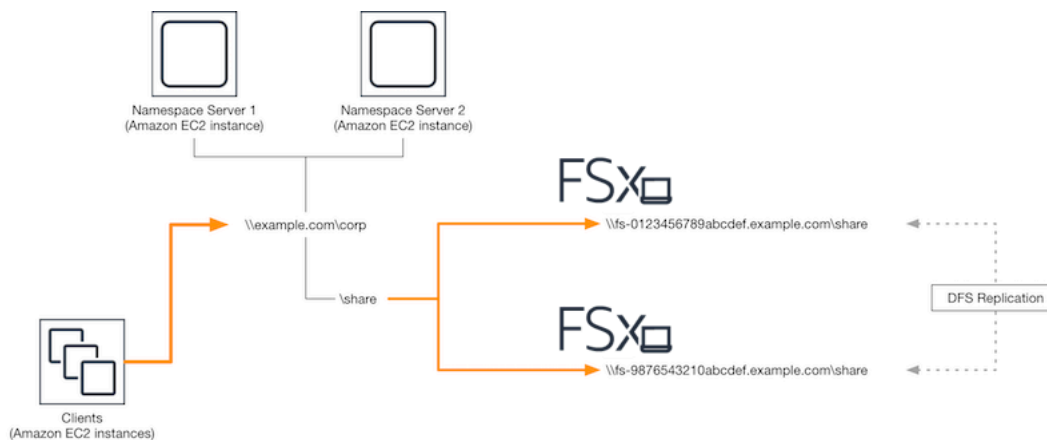 Namespace Server 1
(Amazon EC2 instance)
Namespace Server 2
(Amazon EC2 instance)
FSx
\\example.com\corp
\\fs-0123456789abcdef.example.com\share
\share
DFS Replication
FSx
\\fs-9876543210abcdef.example.com\share
Clients
(Amazon EC2 instances)